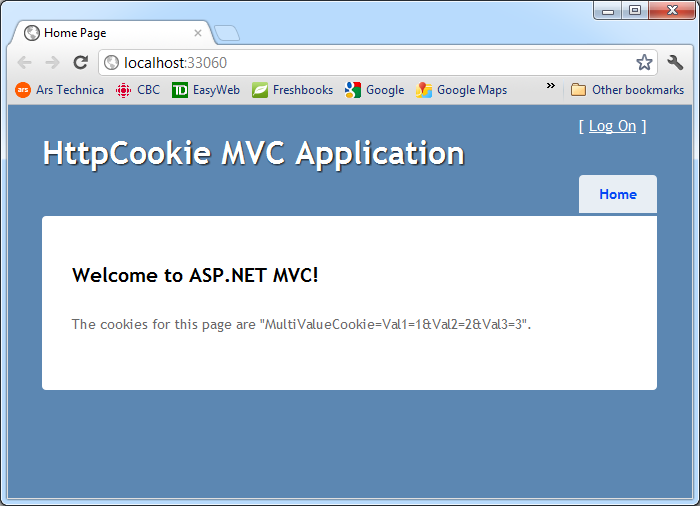 Home Page
localhost:33060
ars Ars Technica CBC TD EasyWeb Freshbooks Google Google Maps » Other bookmarks
[ Log On ]
HttpCookie MVC Application
Home
Welcome to ASP.NET MVC!
The cookies for this page are "MultiValueCookie=Val1=1&Val2=2&Val3=3".